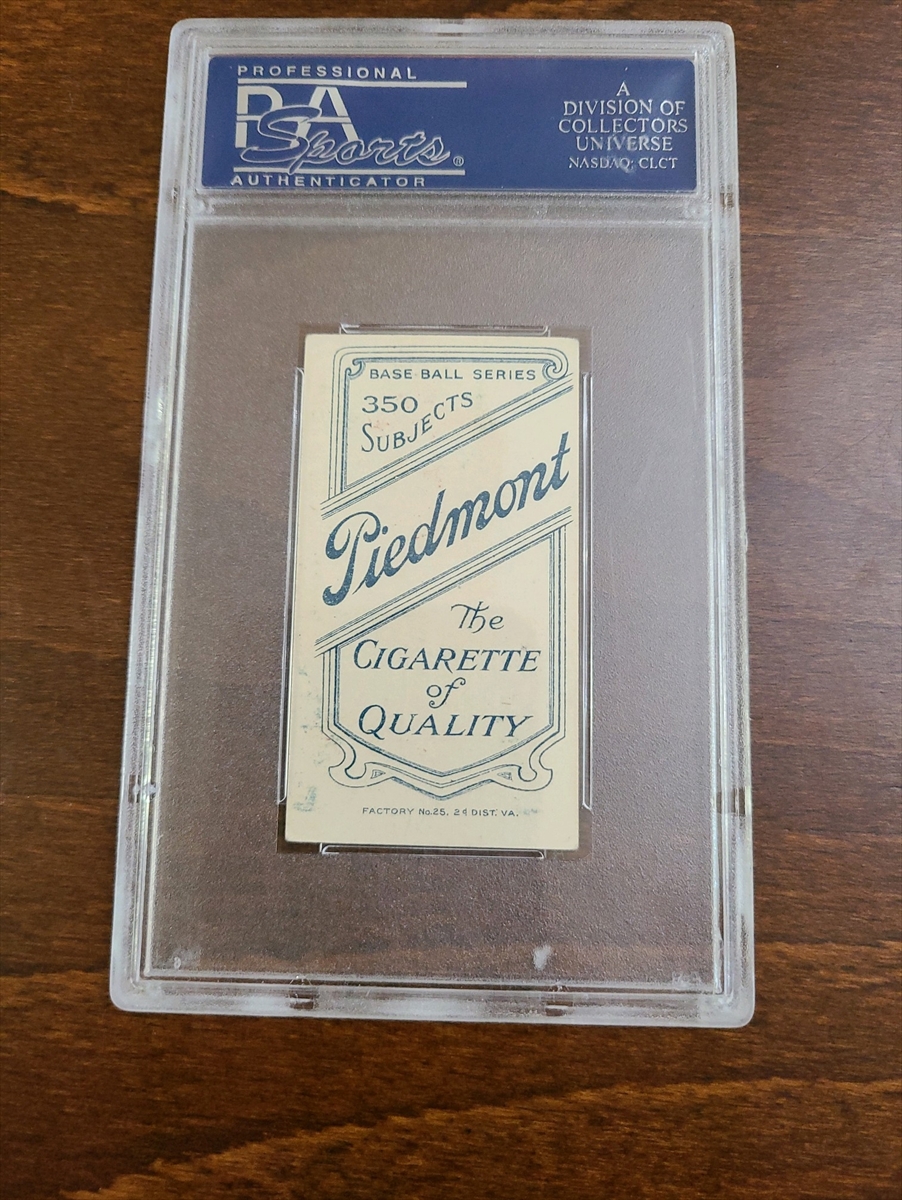 PROFESSIONAL
PSA
Sports®
AUTHENTICATOR
A
DIVISION OF
COLLECTORS
UNIVERSE
NASDAQ: CLCT
BASE BALL SERIES
350
SUBJECTS
Piedmont
The
CIGARETTE
of
QUALITY
FACTORY No.25, 2d DIST. VA.